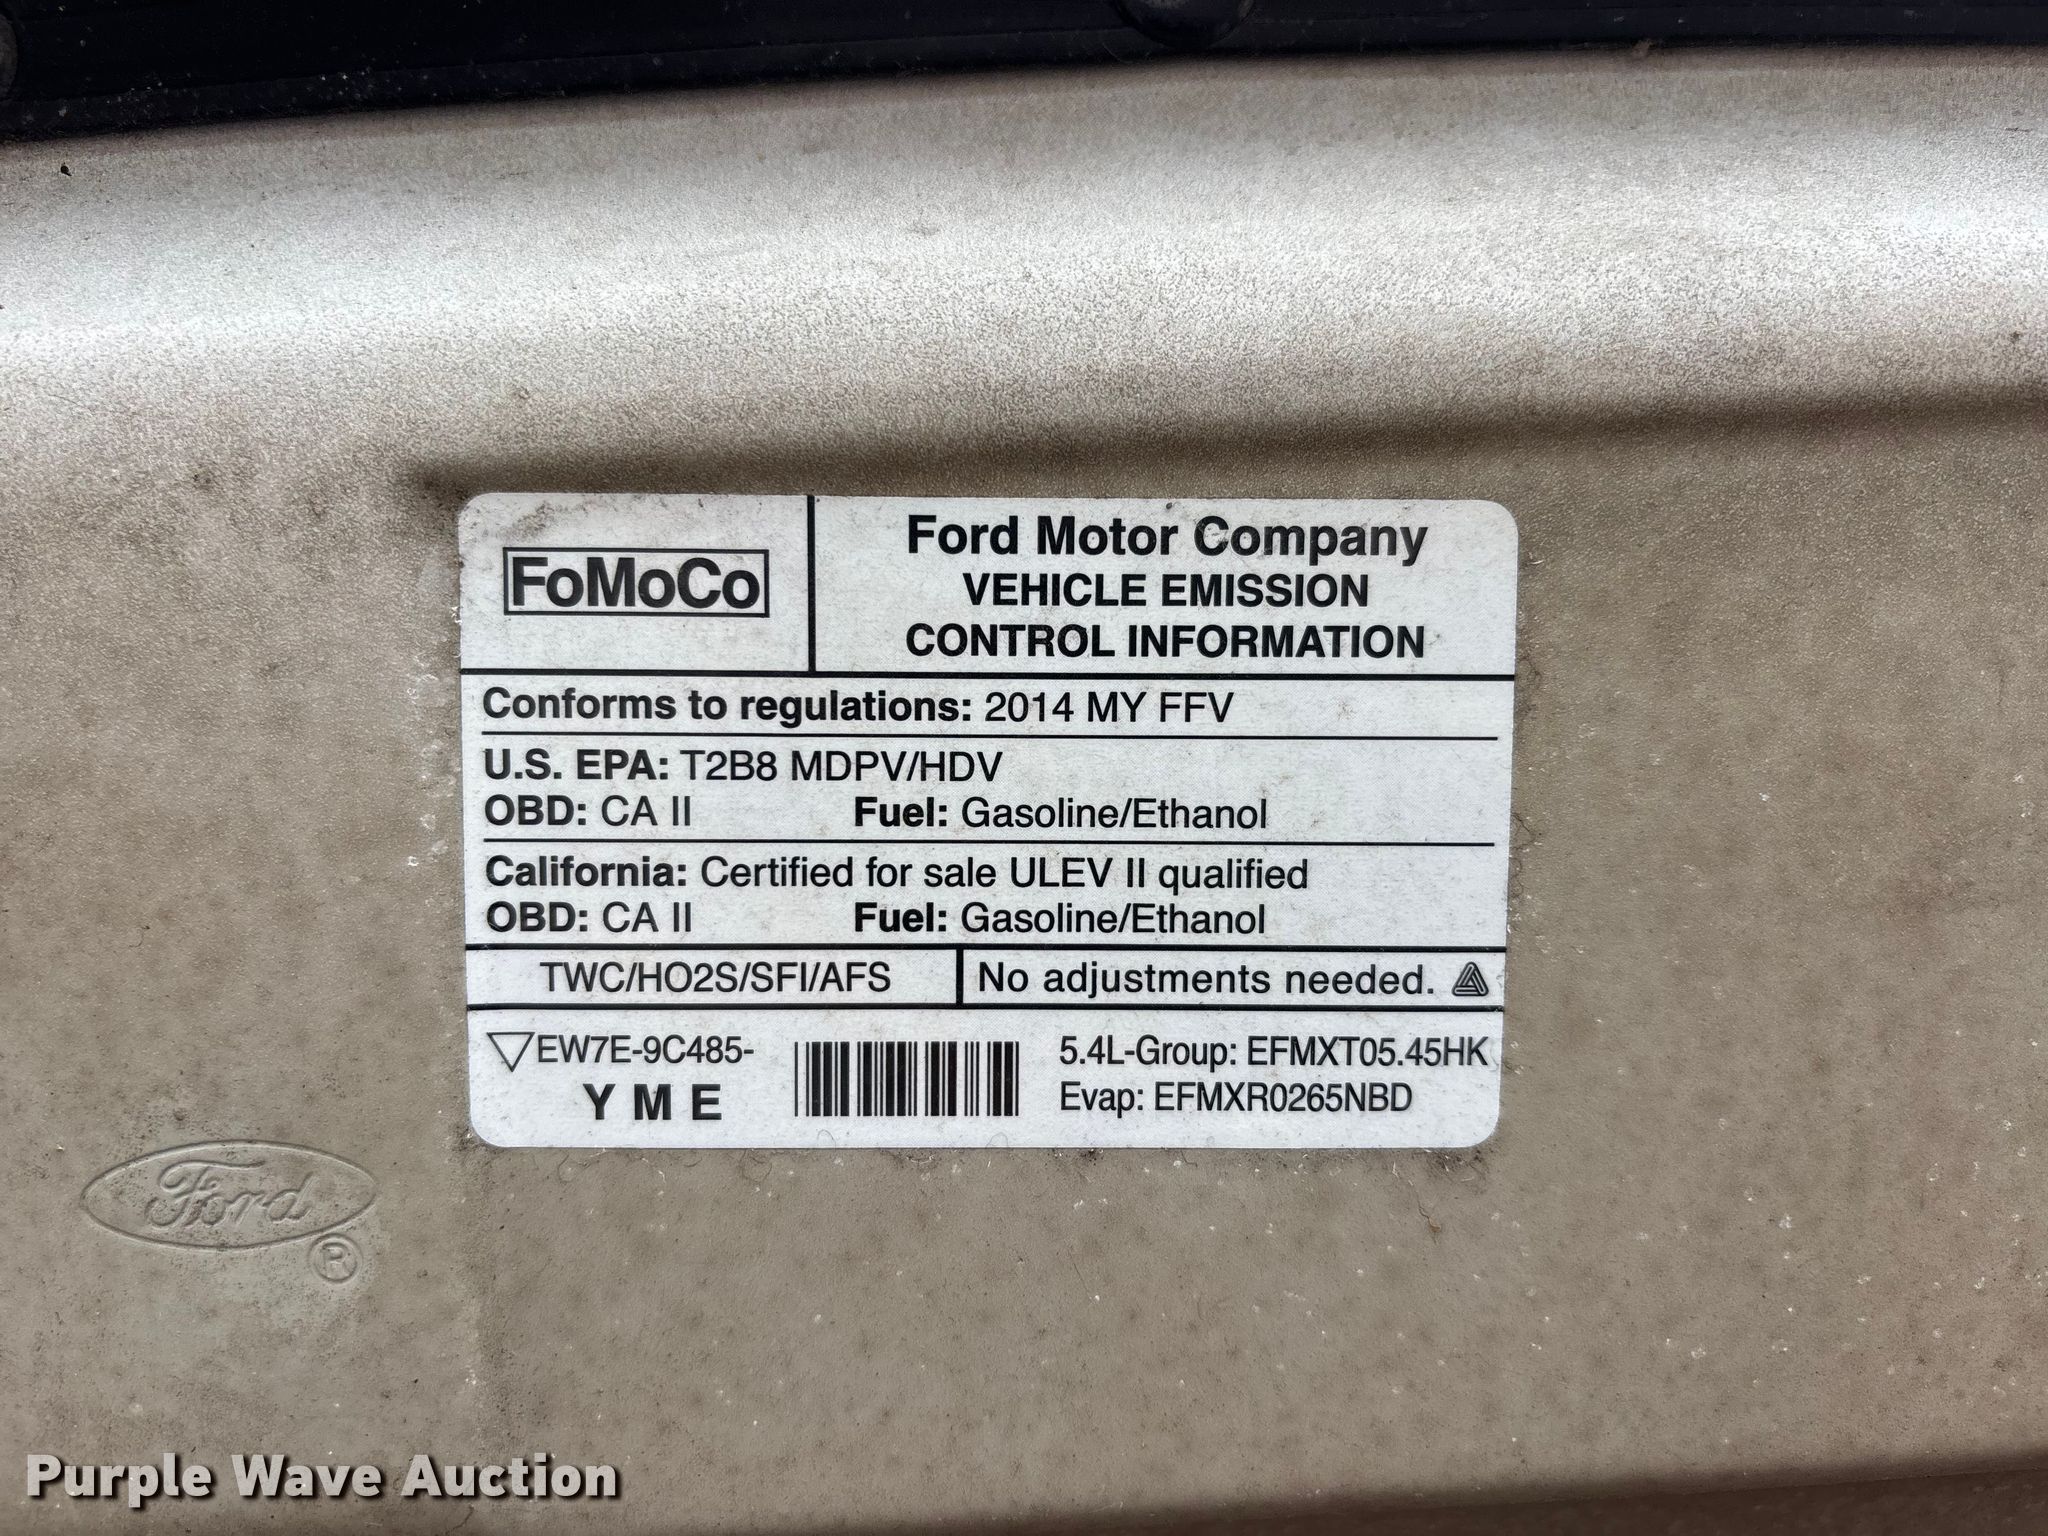 FoMoCo
Ford Motor Company
VEHICLE EMISSION
CONTROL INFORMATION
Conforms to regulations: 2014 MY FFV
U.S. EPA: T2B8 MDPV/HDV
OBD: CA II Fuel: Gasoline/Ethanol
California: Certified for sale ULEV II qualified
OBD: CA II Fuel: Gasoline/Ethanol
TWC/HO2S/SFI/AFS
No adjustments needed.
EW7E-9C485-
Y M E
5.4L-Group: EFMXT05.45HK
Evap: EFMXR0265NBD
Ford
®
Purple Wave Auction